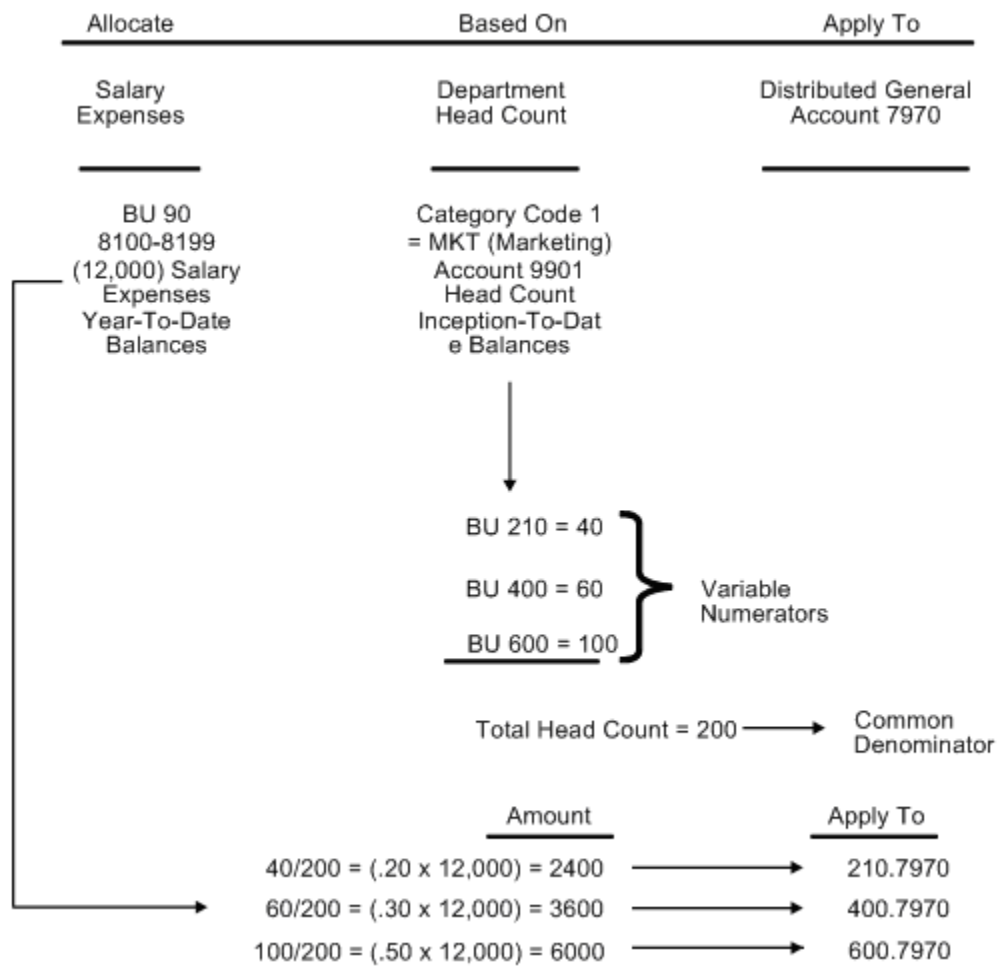 Allocate Based On Apply To
Salary Expenses
Department Head Count
Distributed General Account 7970
BU 90
8100-8199
(12,000) Salary
Expenses
Year-To-Date
Balances
Category Code 1
= MKT (Marketing)
Account 9901
Head Count
Inception-To-Dat
e Balances
BU 210 = 40
BU 400 = 60
BU 600 = 100
Variable
Numerators
Total Head Count = 200
Common
Denominator
Amount Apply To
40/200 = (.20 x 12,000) = 2400 210.7970
60/200 = (.30 x 12,000) = 3600 400.7970
100/200 = (.50 x 12,000) = 6000 600.7970